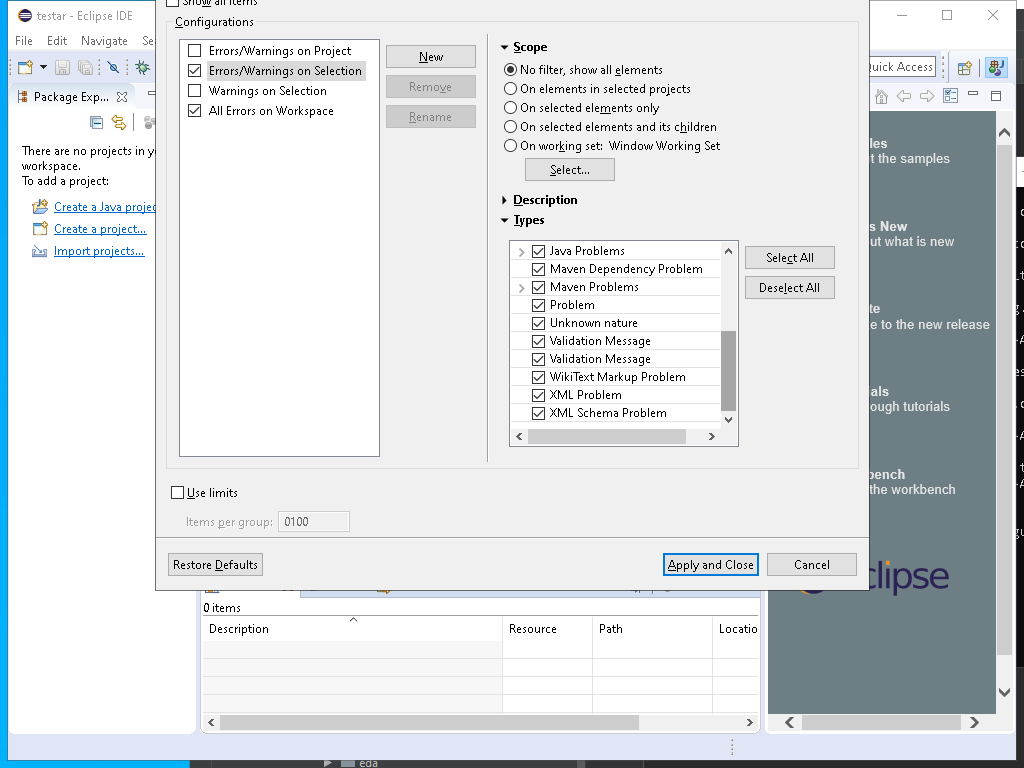 testar - Eclipse IDE
Show all items
File Edit Navigate Se
Configurations
Errors/Warnings on Project
Errors/Warnings on Selection
Warnings on Selection
All Errors on Workspace
New
Remove
Rename
Scope
No filter, show all elements
On elements in selected projects
On selected elements only
On selected elements and its children
On working set: Window Working Set
Select...
Description
Types
Java Problems
Maven Dependency Problem
Maven Problems
Problem
Unknown nature
Validation Message
Validation Message
WikiText Markup Problem
XML Problem
XML Schema Problem
Select All
Deselect All
Use limits
Items per group: 0100
Restore Defaults
Apply and Close
Cancel
Quick Access
Package Exp...
There are no projects in y
workspace.
To add a project:
Create a Java projec
Create a project...
Import projects...
les
t the samples
s New
ut what is new
te
e to the new release
als
ough tutorials
bench
the workbench
clipse
0 items
Description Resource Path Locatio
eda